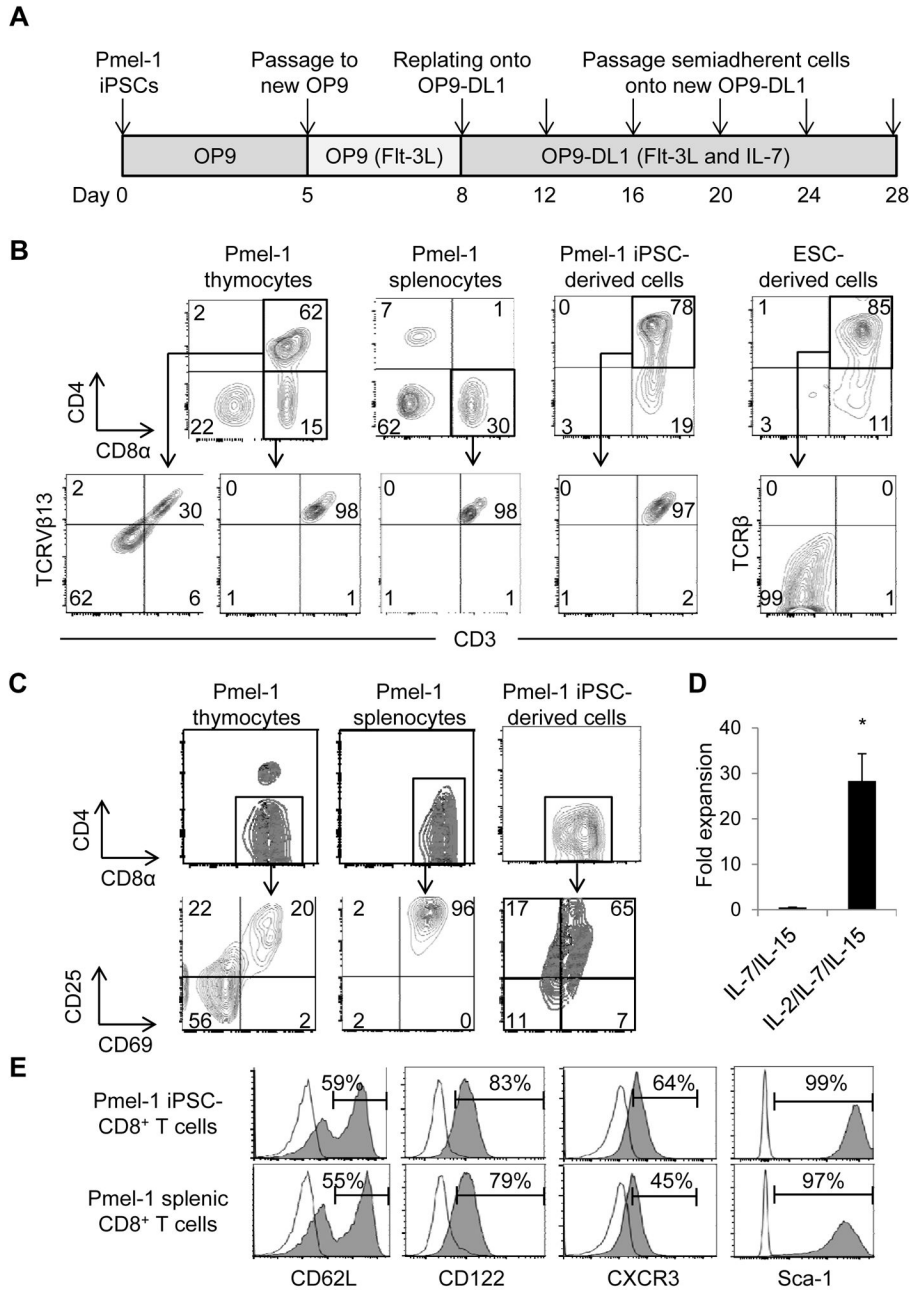 A
Pmel-1
iPSCs
Passage to
new OP9
Replating onto
OP9-DL1
Passage semiadherent cells
onto new OP9-DL1
OP9
OP9 (Flt-3L)
OP9-DL1 (Flt-3L and IL-7)
Day 0 5 8 12 16 20 24 28
B
Pmel-1
thymocytes
Pmel-1
splenocytes
Pmel-1 iPSC-
derived cells
ESC-
derived cells
2 62 7 1 0 78 1 85
CD4
22 15 62 30 3 19 3 11
CD8α
2 30 0 98 0 98 0 97 0 0
TCRVβ13
TCRβ
62 6 1 1 1 1 1 2 99 1
CD3
C
Pmel-1
thymocytes
Pmel-1
splenocytes
Pmel-1 iPSC-
derived cells
CD4
CD8α
22 20 2 96 17 65
CD25
56 2 2 0 11 7
CD69
D
*
Fold expansion
40
30
20
10
0
IL-7/IL-15
IL-2/IL-7/IL-15
E
Pmel-1 iPSC-
CD8⁺ T cells
59% 83% 64% 99%
Pmel-1 splenic
CD8⁺ T cells
55% 79% 45% 97%
CD62L CD122 CXCR3 Sca-1